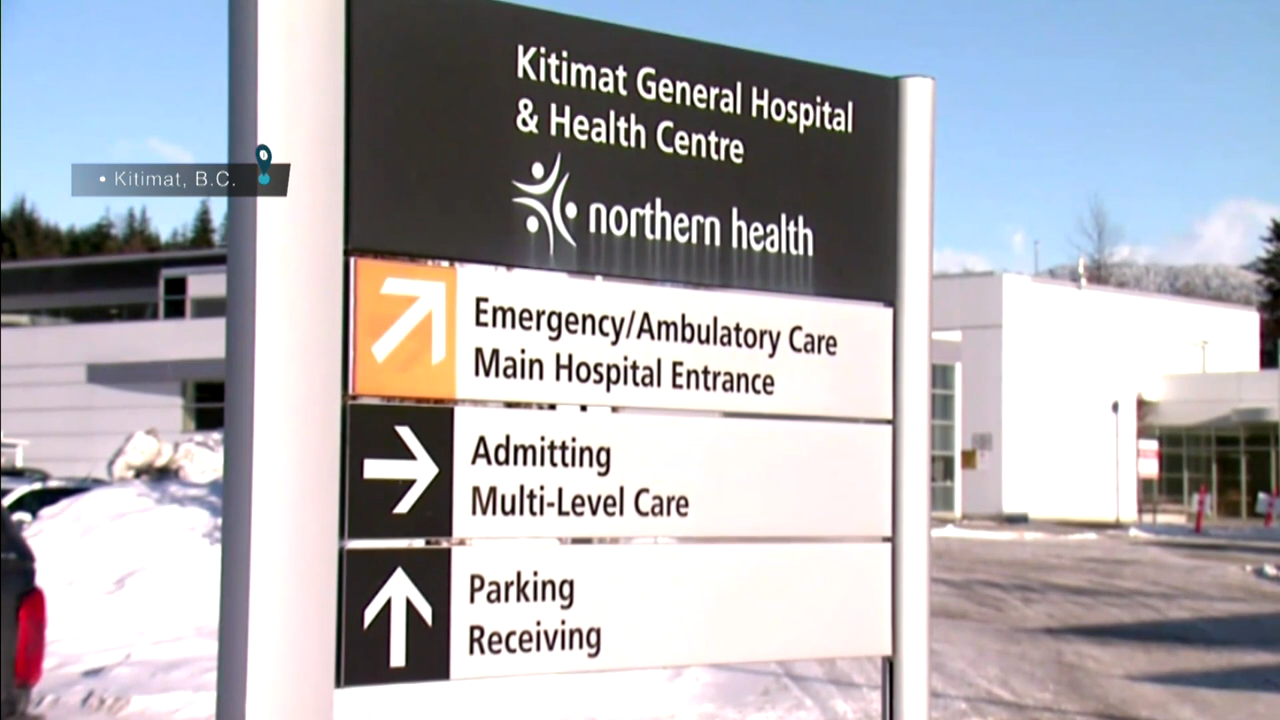 Kitimat General Hospital
& Health Centre
northern health
• Kitimat, B.C.
Emergency/Ambulatory Care
Main Hospital Entrance
Admitting
Multi-Level Care
Parking
Receiving